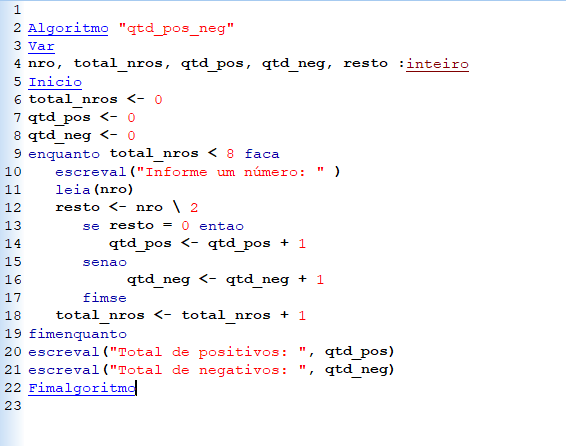 1
2 Algoritmo "qtd_pos_neg"
3 Var
4 nro, total_nros, qtd_pos, qtd_neg, resto :inteiro
5 Inicio
6 total_nros <- 0
7 qtd_pos <- 0
8 qtd_neg <- 0
9 enquanto total_nros < 8 faca
10    escreval("Informe um número: " )
11    leia(nro)
12    resto <- nro \ 2
13       se resto = 0 entao
14          qtd_pos <- qtd_pos + 1
15       senao
16            qtd_neg <- qtd_neg + 1
17       fimse
18    total_nros <- total_nros + 1
19 fimenquanto
20 escreval("Total de positivos: ", qtd_pos)
21 escreval("Total de negativos: ", qtd_neg)
22 Fimalgoritmo
23